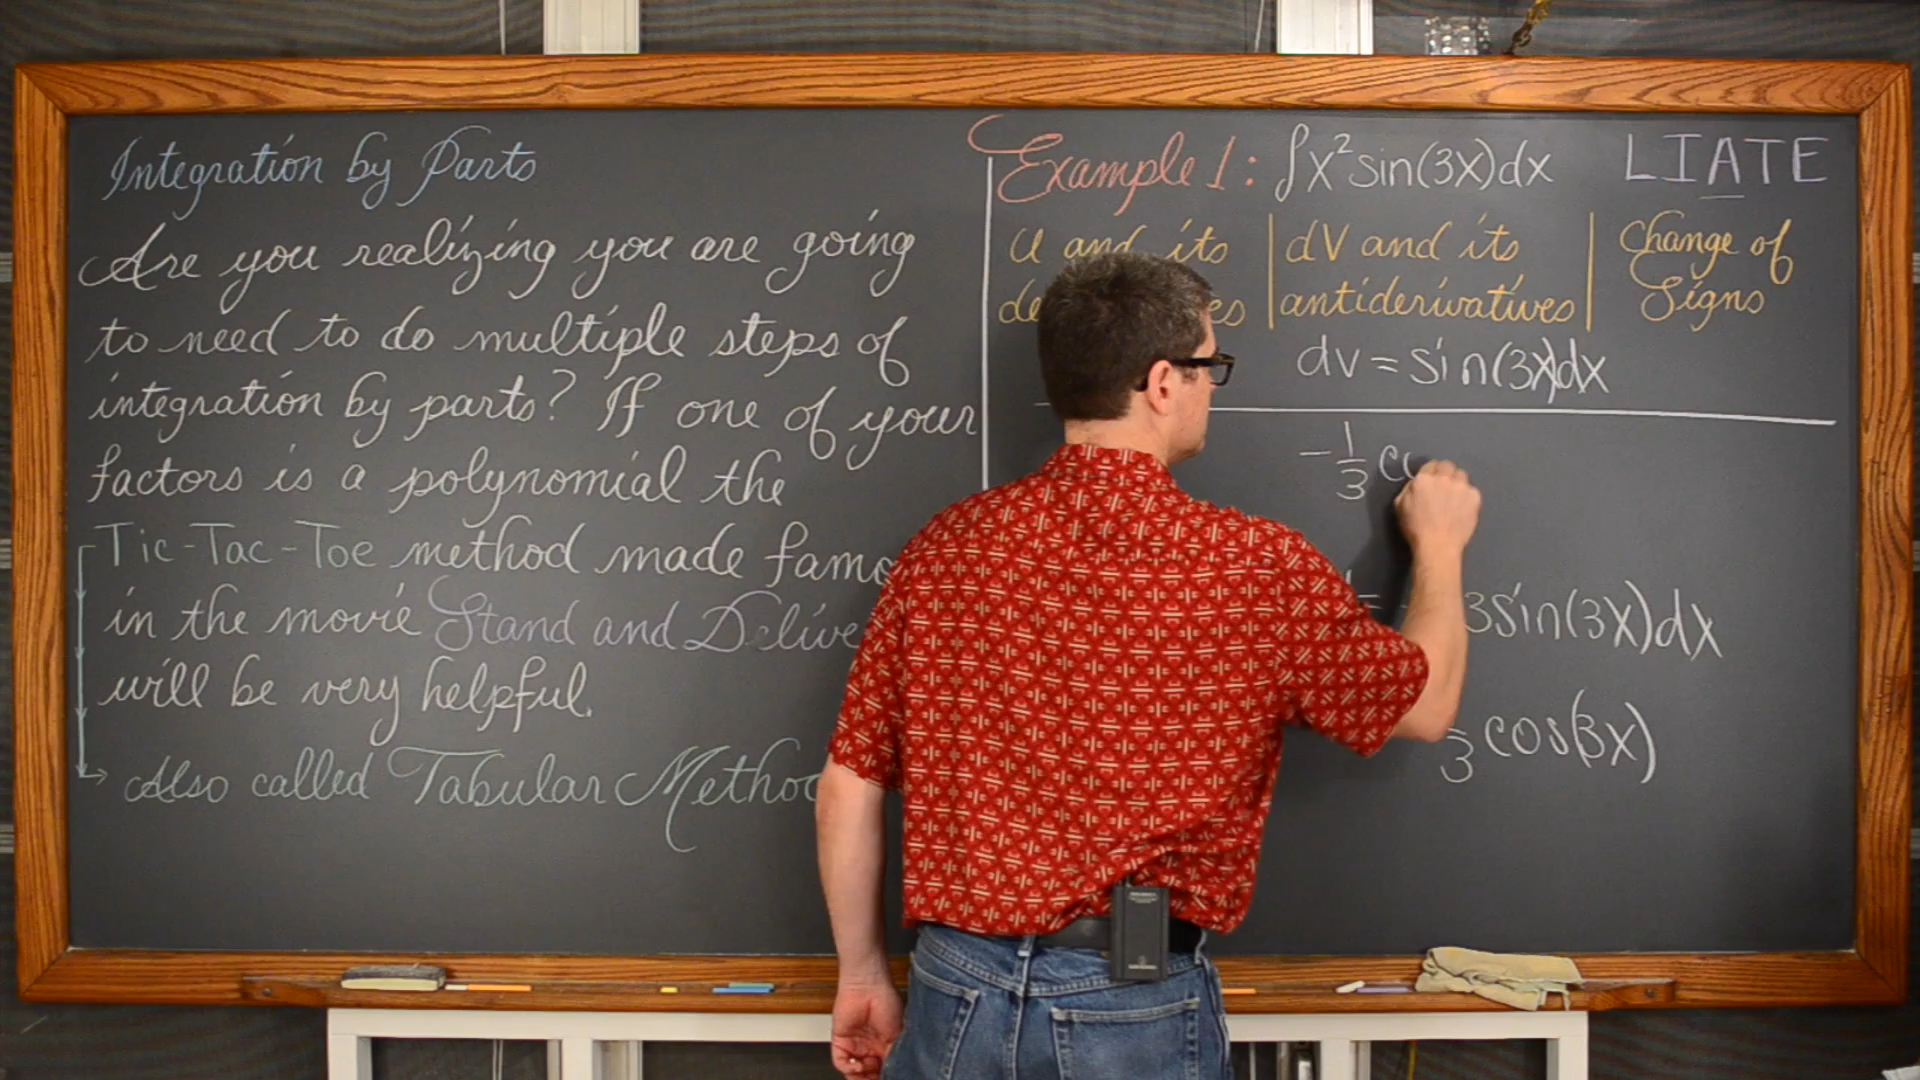 Integration by Parts
Are you realizing you are going
to need to do multiple steps of
integration by parts? If one of your
factors is a polynomial the
Tic-Tac-Toe method made
in the movie Stand and
will be very helpful.
Also called Tabular
Example 1: ∫x²sin(3x)dx
LIATE
U and its
dV and its
antiderivatives
Change of
Signs
dv = sin(3x)dx
-1/3
3sin(3x)dx
3 cos(3x)